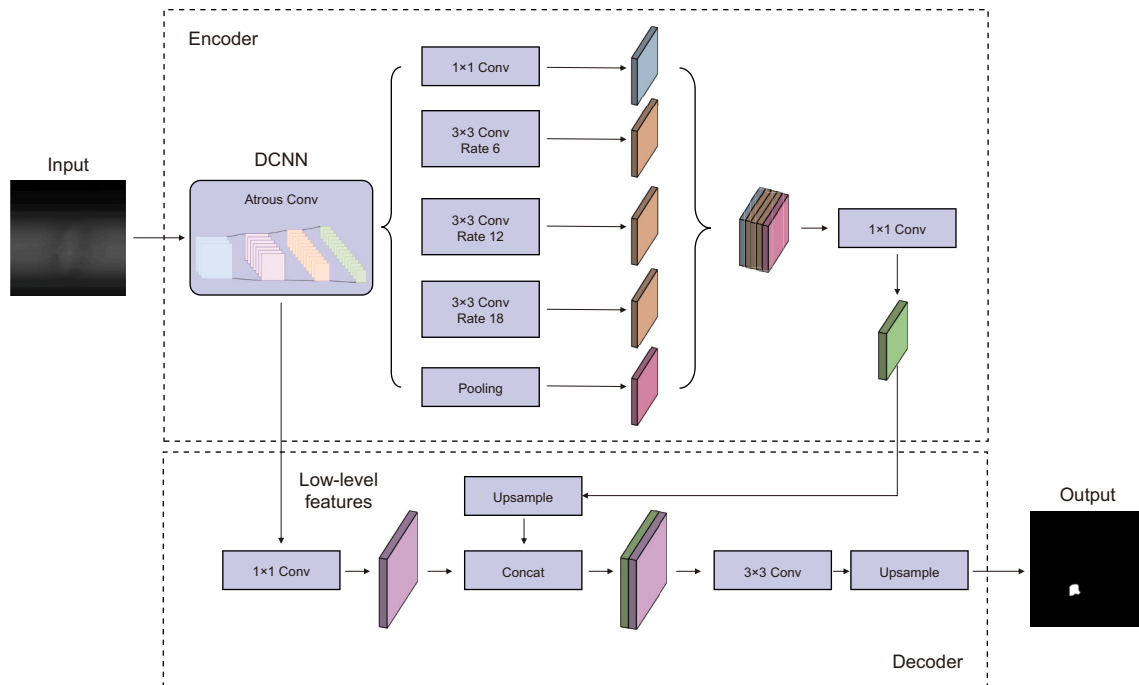 Encoder
1×1 Conv
3×3 Conv
Rate 6
Input
DCNN
Atrous Conv
3×3 Conv
Rate 12
1×1 Conv
3×3 Conv
Rate 18
Pooling
Low-level
features
Upsample
Output
1×1 Conv
Concat
3×3 Conv
Upsample
Decoder